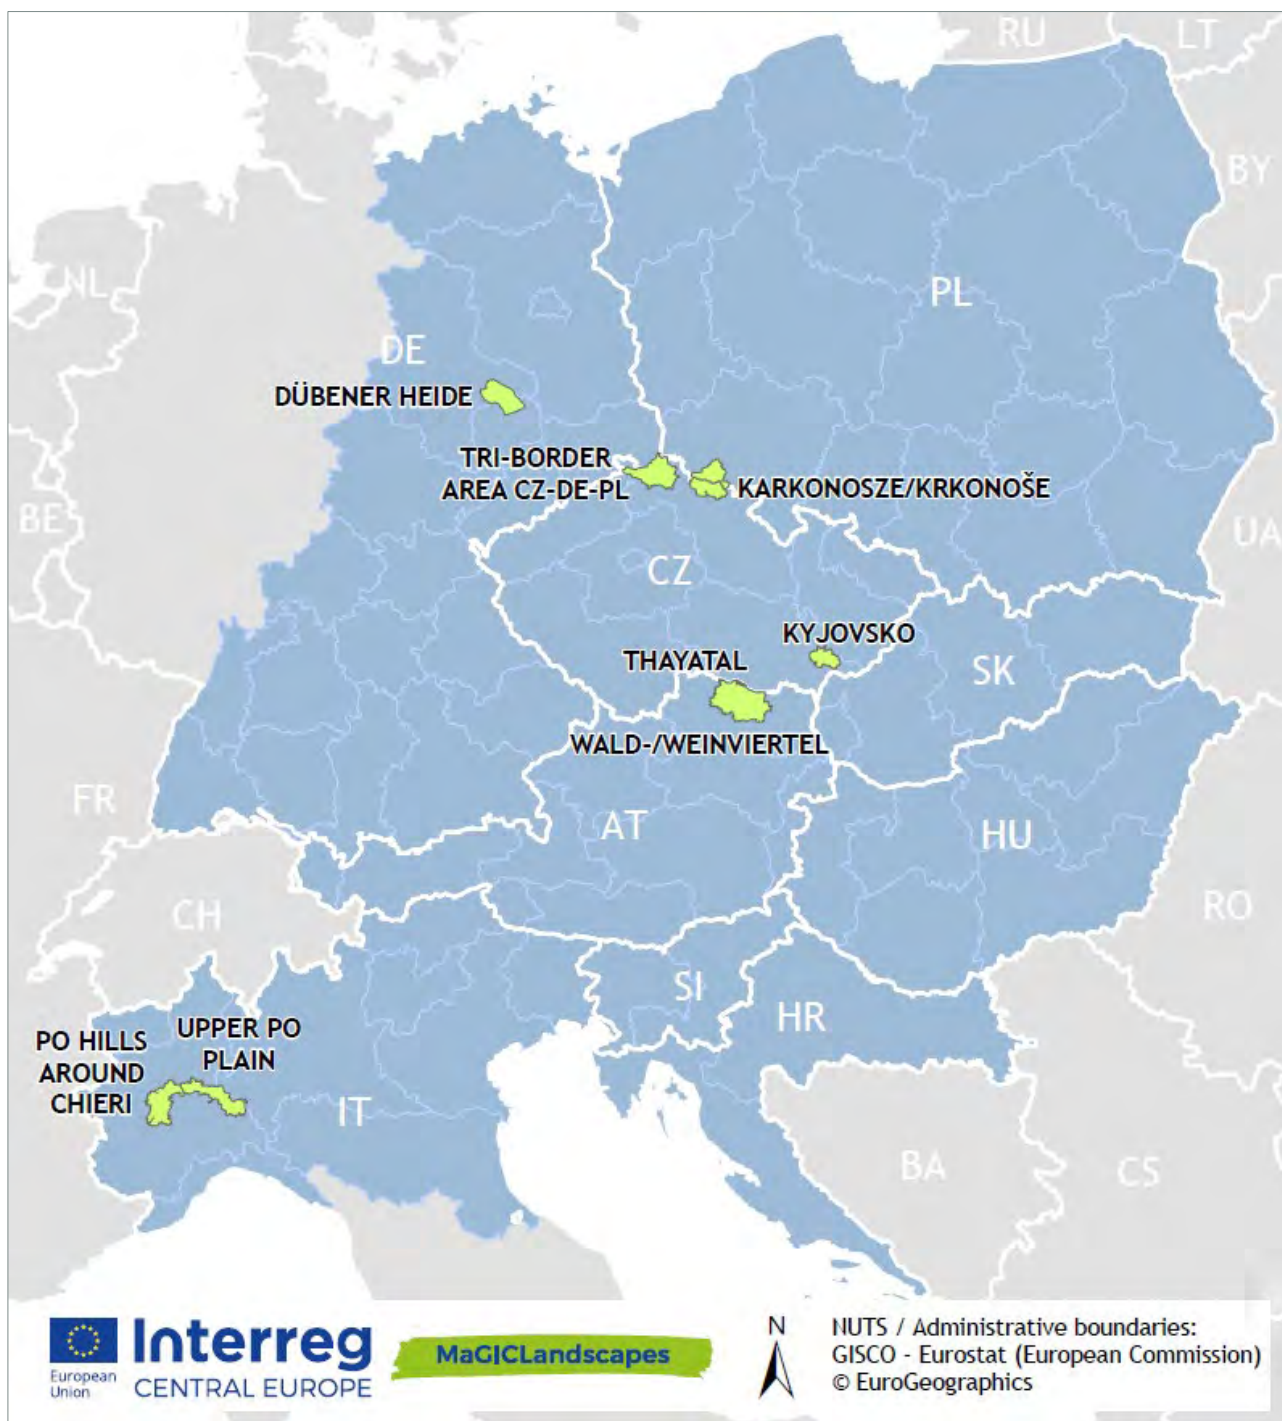 RU
LT
BY
NL
PL
DE
DÜBENER HEIDE
TRI-BORDER
AREA CZ-DE-PL
KARKONOSZE/KRKONOŠE
BE
UA
CZ
KYJOVSKO
THAYATAL
SK
WALD-/WEINVIERTEL
FR
AT
HU
CH
RO
SI
HR
UPPER PO
PLAIN
PO HILLS
AROUND
CHIERI
IT
BA
CS
European
Union
Interreg
CENTRAL EUROPE
MaGICLandscapes
N
NUTS / Administrative boundaries:
GISCO - Eurostat (European Commission)
© EuroGeographics